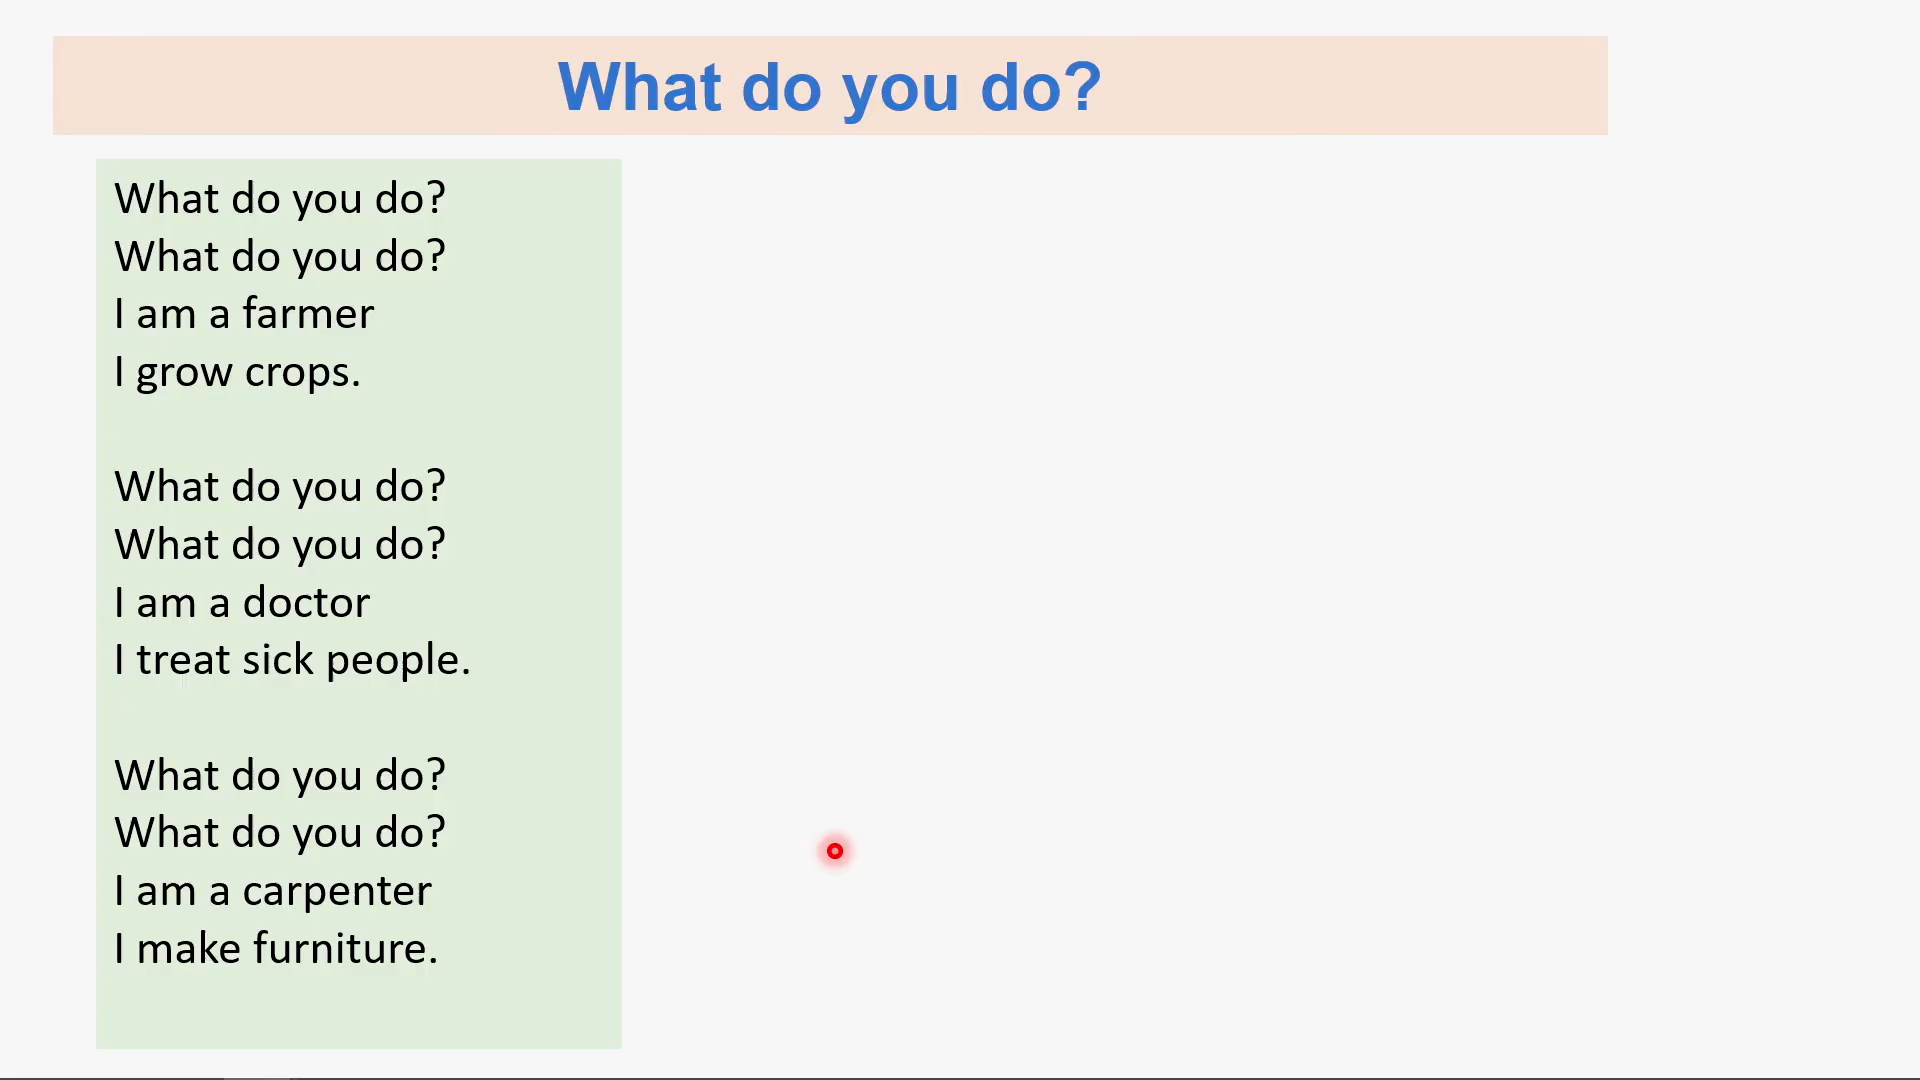 What do you do?
What do you do?
What do you do?
I am a farmer
I grow crops.
What do you do?
What do you do?
I am a doctor
I treat sick people.
What do you do?
What do you do?
I am a carpenter
I make furniture.